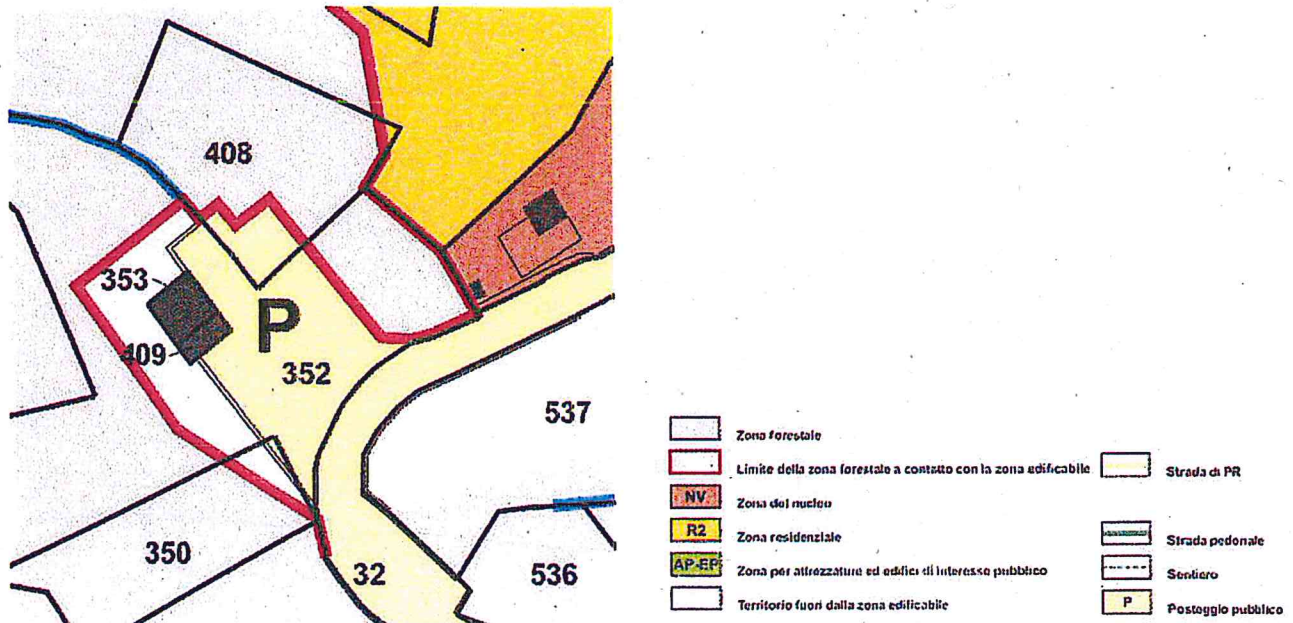 408
353
P
409
352
537
350
32
536
Zona forestale
Limite della zona forestale a contatto con la zona edificabile
NV Zona del nucleo
R2 Zona residenziale
AP-EP Zona per attrezzature ed edifici di interesse pubblico
Territorio fuori dalla zona edificabile
Strada di PR
Strada pedonale
Sentiero
P Posteggio pubblico